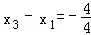 x₃ − x₁ = − 4/4